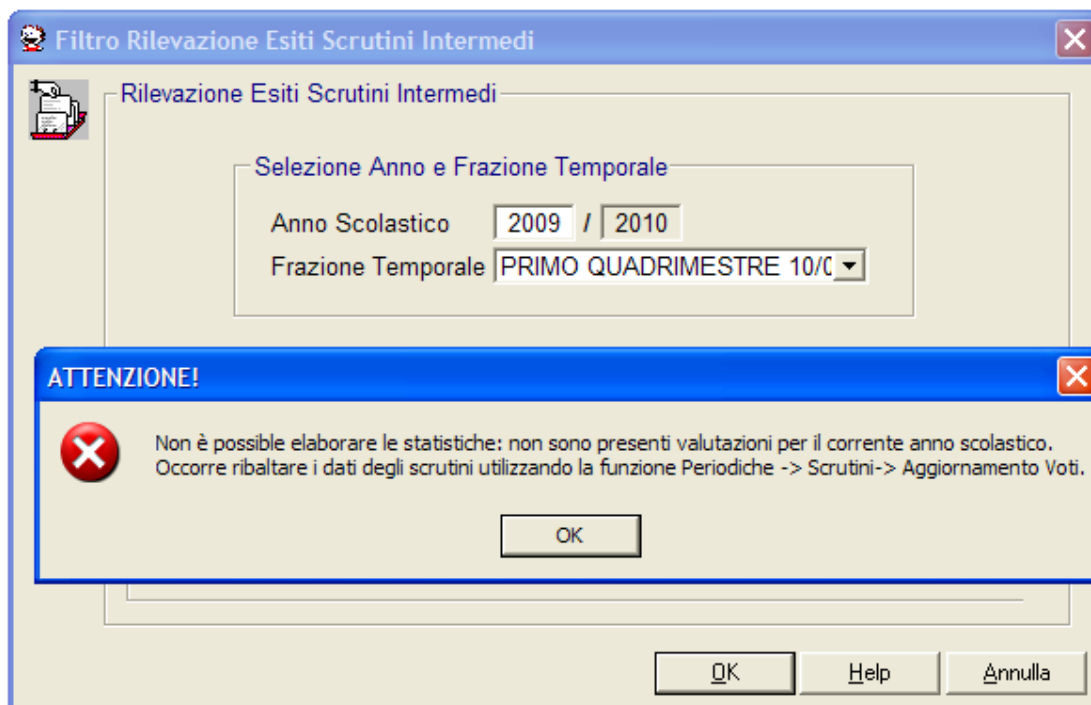 Filtro Rilevazione Esiti Scrutini Intermedi
Rilevazione Esiti Scrutini Intermedi
Selezione Anno e Frazione Temporale
Anno Scolastico 2009 / 2010
Frazione Temporale PRIMO QUADRIMESTRE 10/0
ATTENZIONE!
Non è possible elaborare le statistiche: non sono presenti valutazioni per il corrente anno scolastico.
Occorre ribaltare i dati degli scrutini utilizzando la funzione Periodiche -> Scrutini-> Aggiornamento Voti.
OK
OK Help Annulla